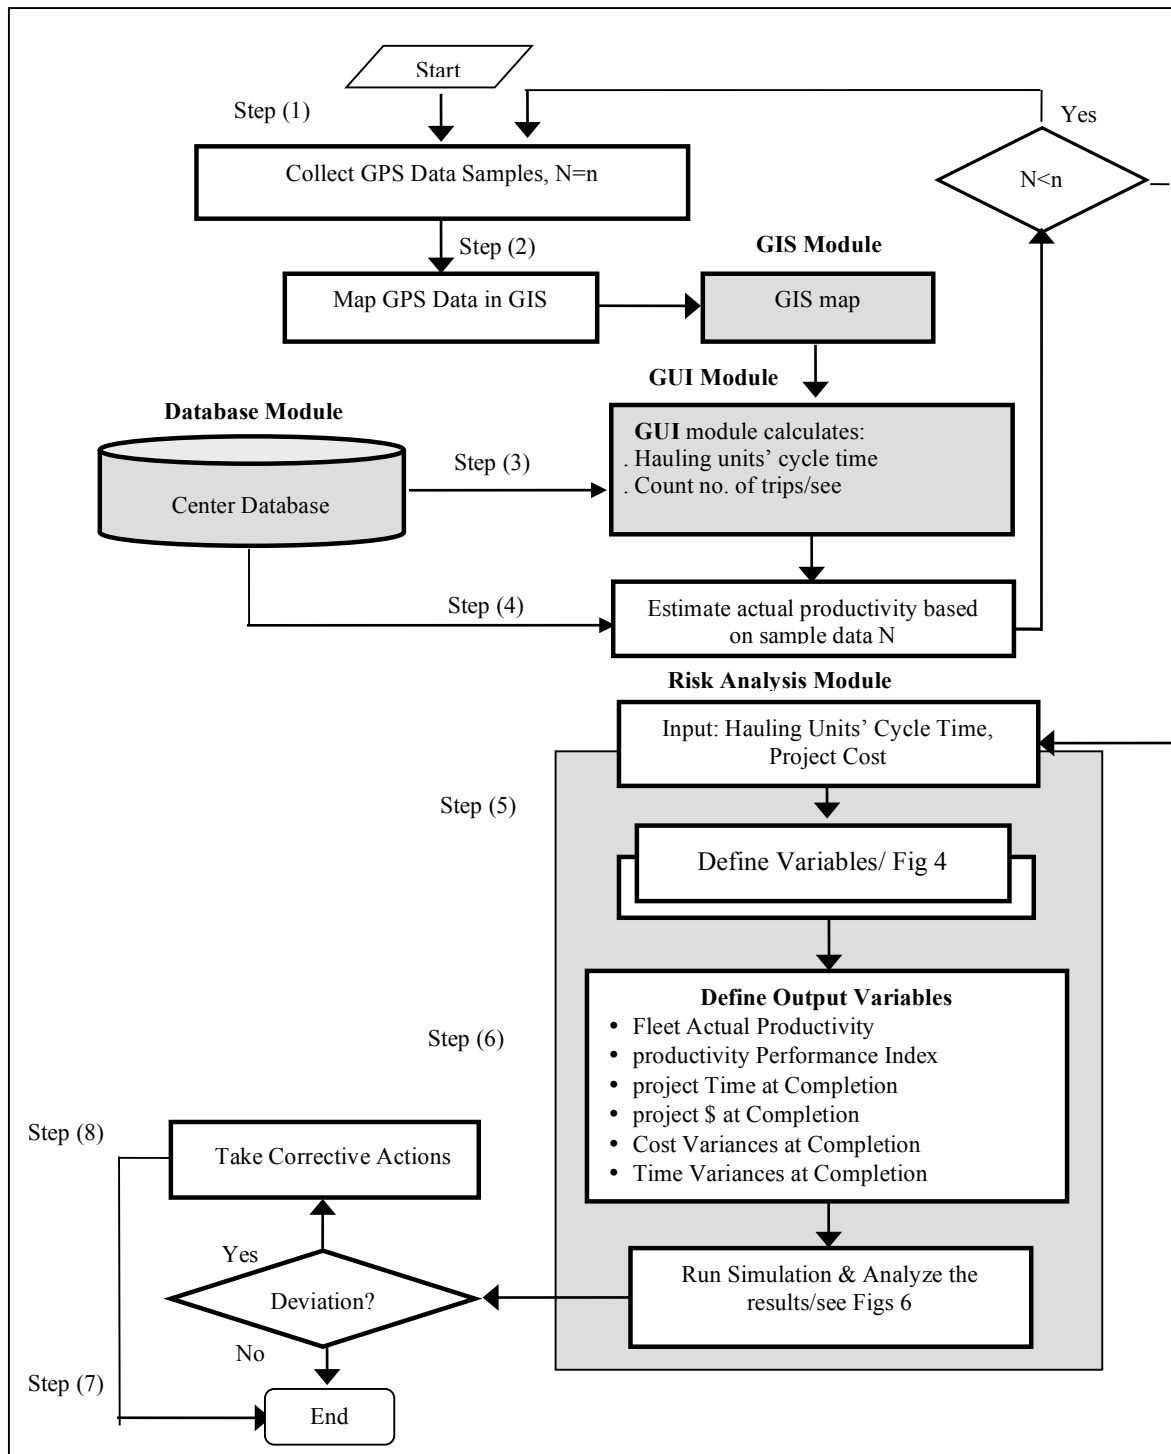 Start
Step (1)
Yes
Collect GPS Data Samples, N=n
N<n
Step (2)
GIS Module
Map GPS Data in GIS
GIS map
GUI Module
Database Module
GUI module calculates:
. Hauling units’ cycle time
. Count no. of trips/see
Step (3)
Center Database
Step (4)
Estimate actual productivity based
on sample data N
Risk Analysis Module
Input: Hauling Units’ Cycle Time,
Project Cost
Step (5)
Define Variables/ Fig 4
Define Output Variables
• Fleet Actual Productivity
• productivity Performance Index
• project Time at Completion
• project $ at Completion
• Cost Variances at Completion
• Time Variances at Completion
Step (6)
Step (8)
Take Corrective Actions
Yes
Run Simulation & Analyze the
results/see Figs 6
Deviation?
No
Step (7)
End